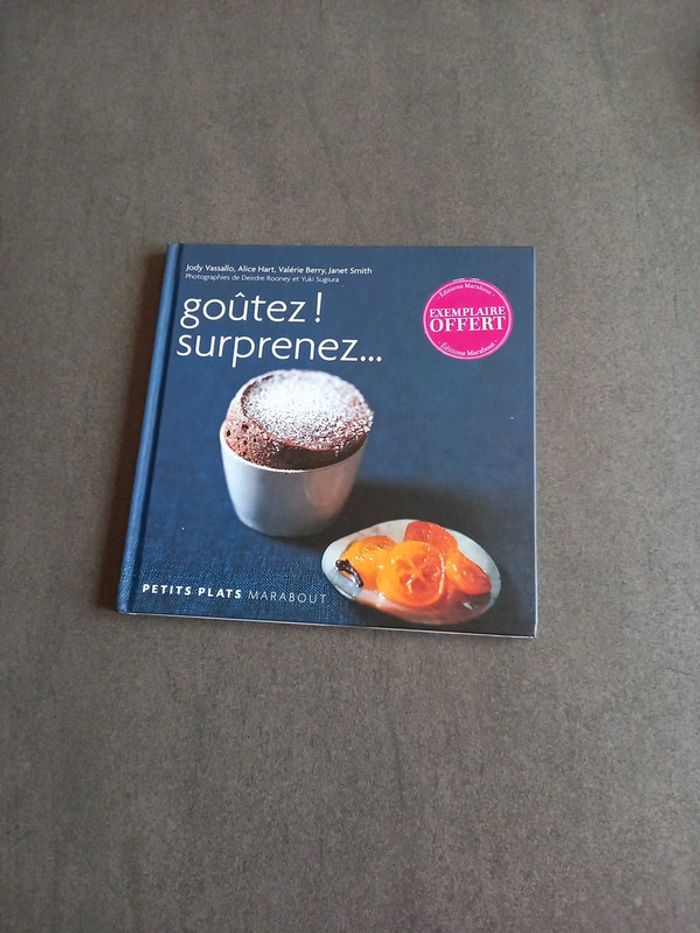 Jody Vassallo, Alice Hart, Valérie Berry, Janet Smith
Photographies de Deirdre Rooney et Yuki Sugiura
goûtez !
surprenez...
· Éditions Marabout ·
EXEMPLAIRE
OFFERT
· Éditions Marabout ·
PETITS PLATS MARABOUT